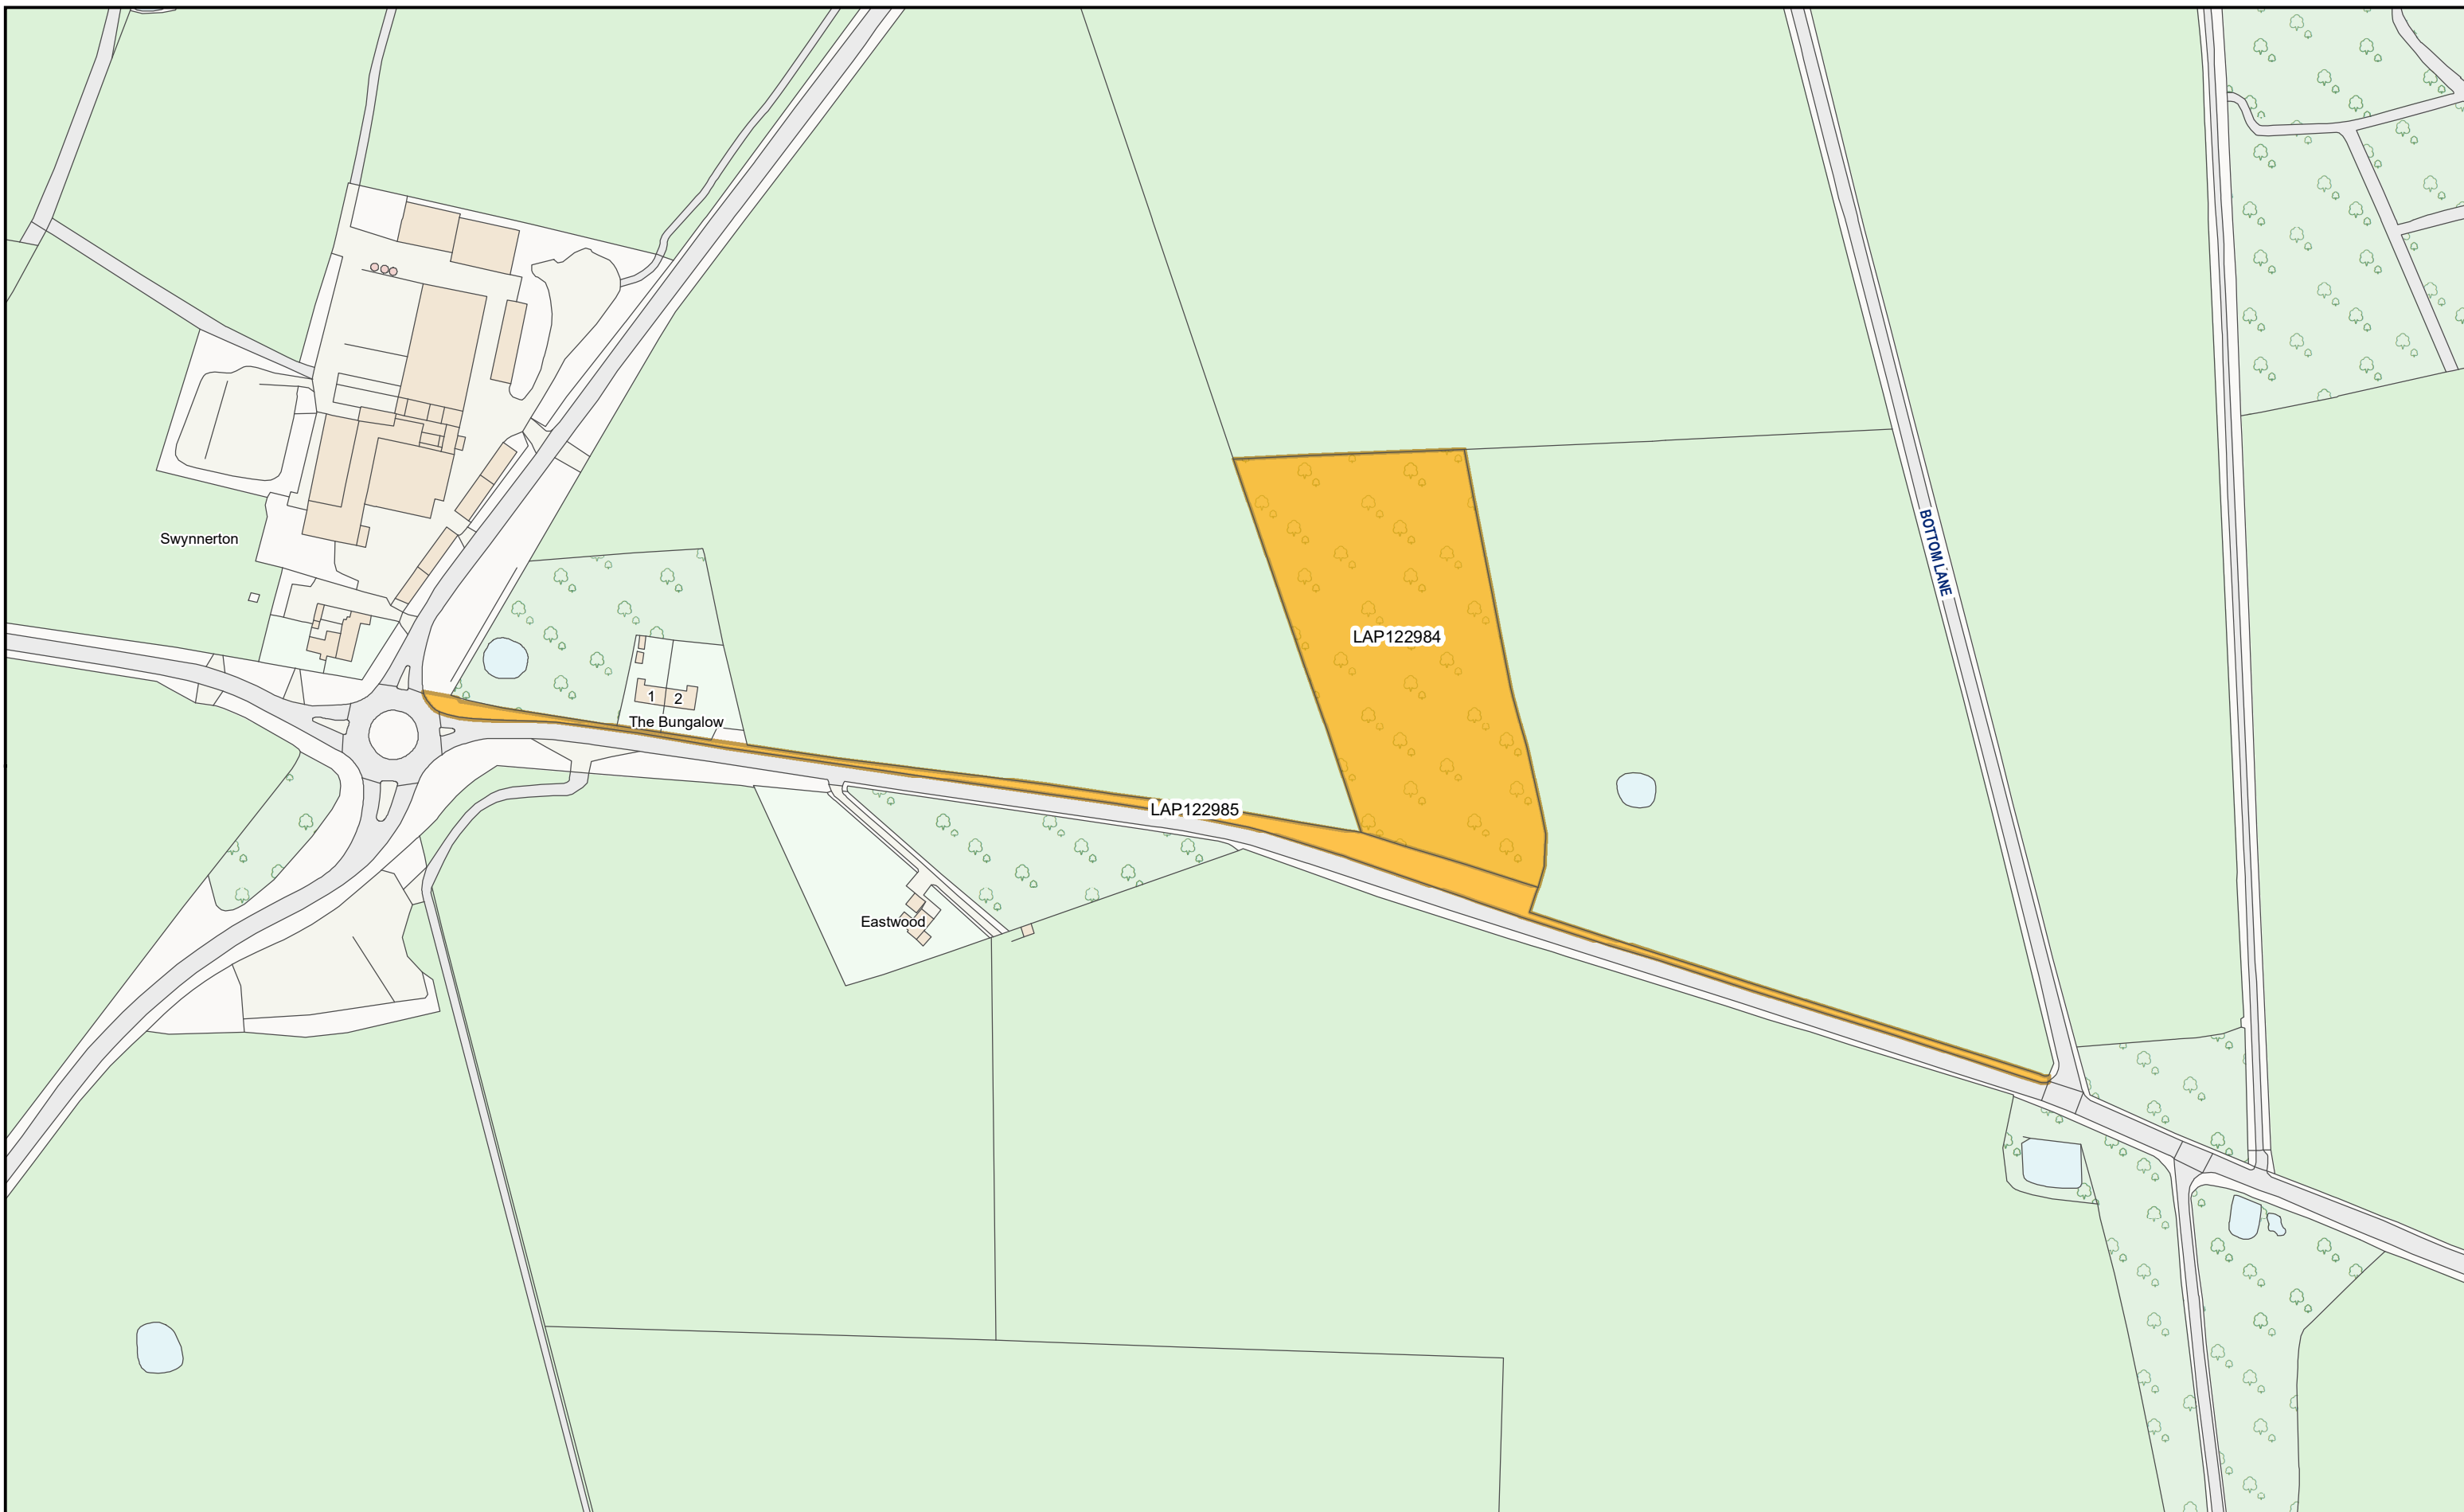 Swynnerton
BOTTOM LANE
LAP122984
1
2
The Bungalow
LAP122985
Eastwood